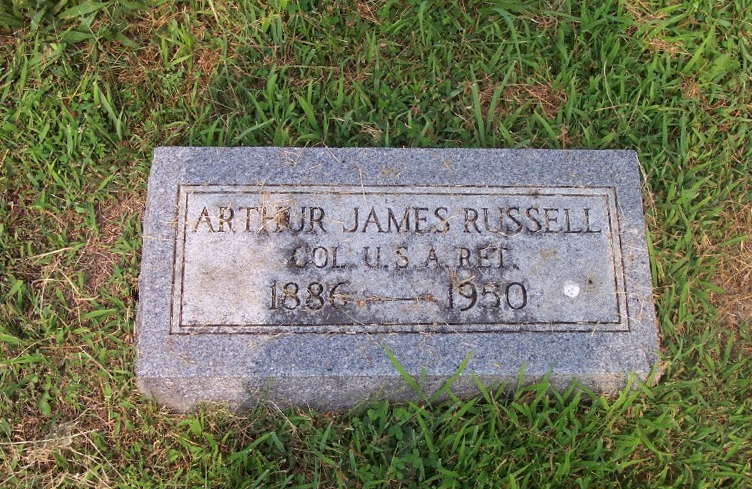 ARTHUR JAMES RUSSELL
COL. U.S.A. RET.
1886 — 1950